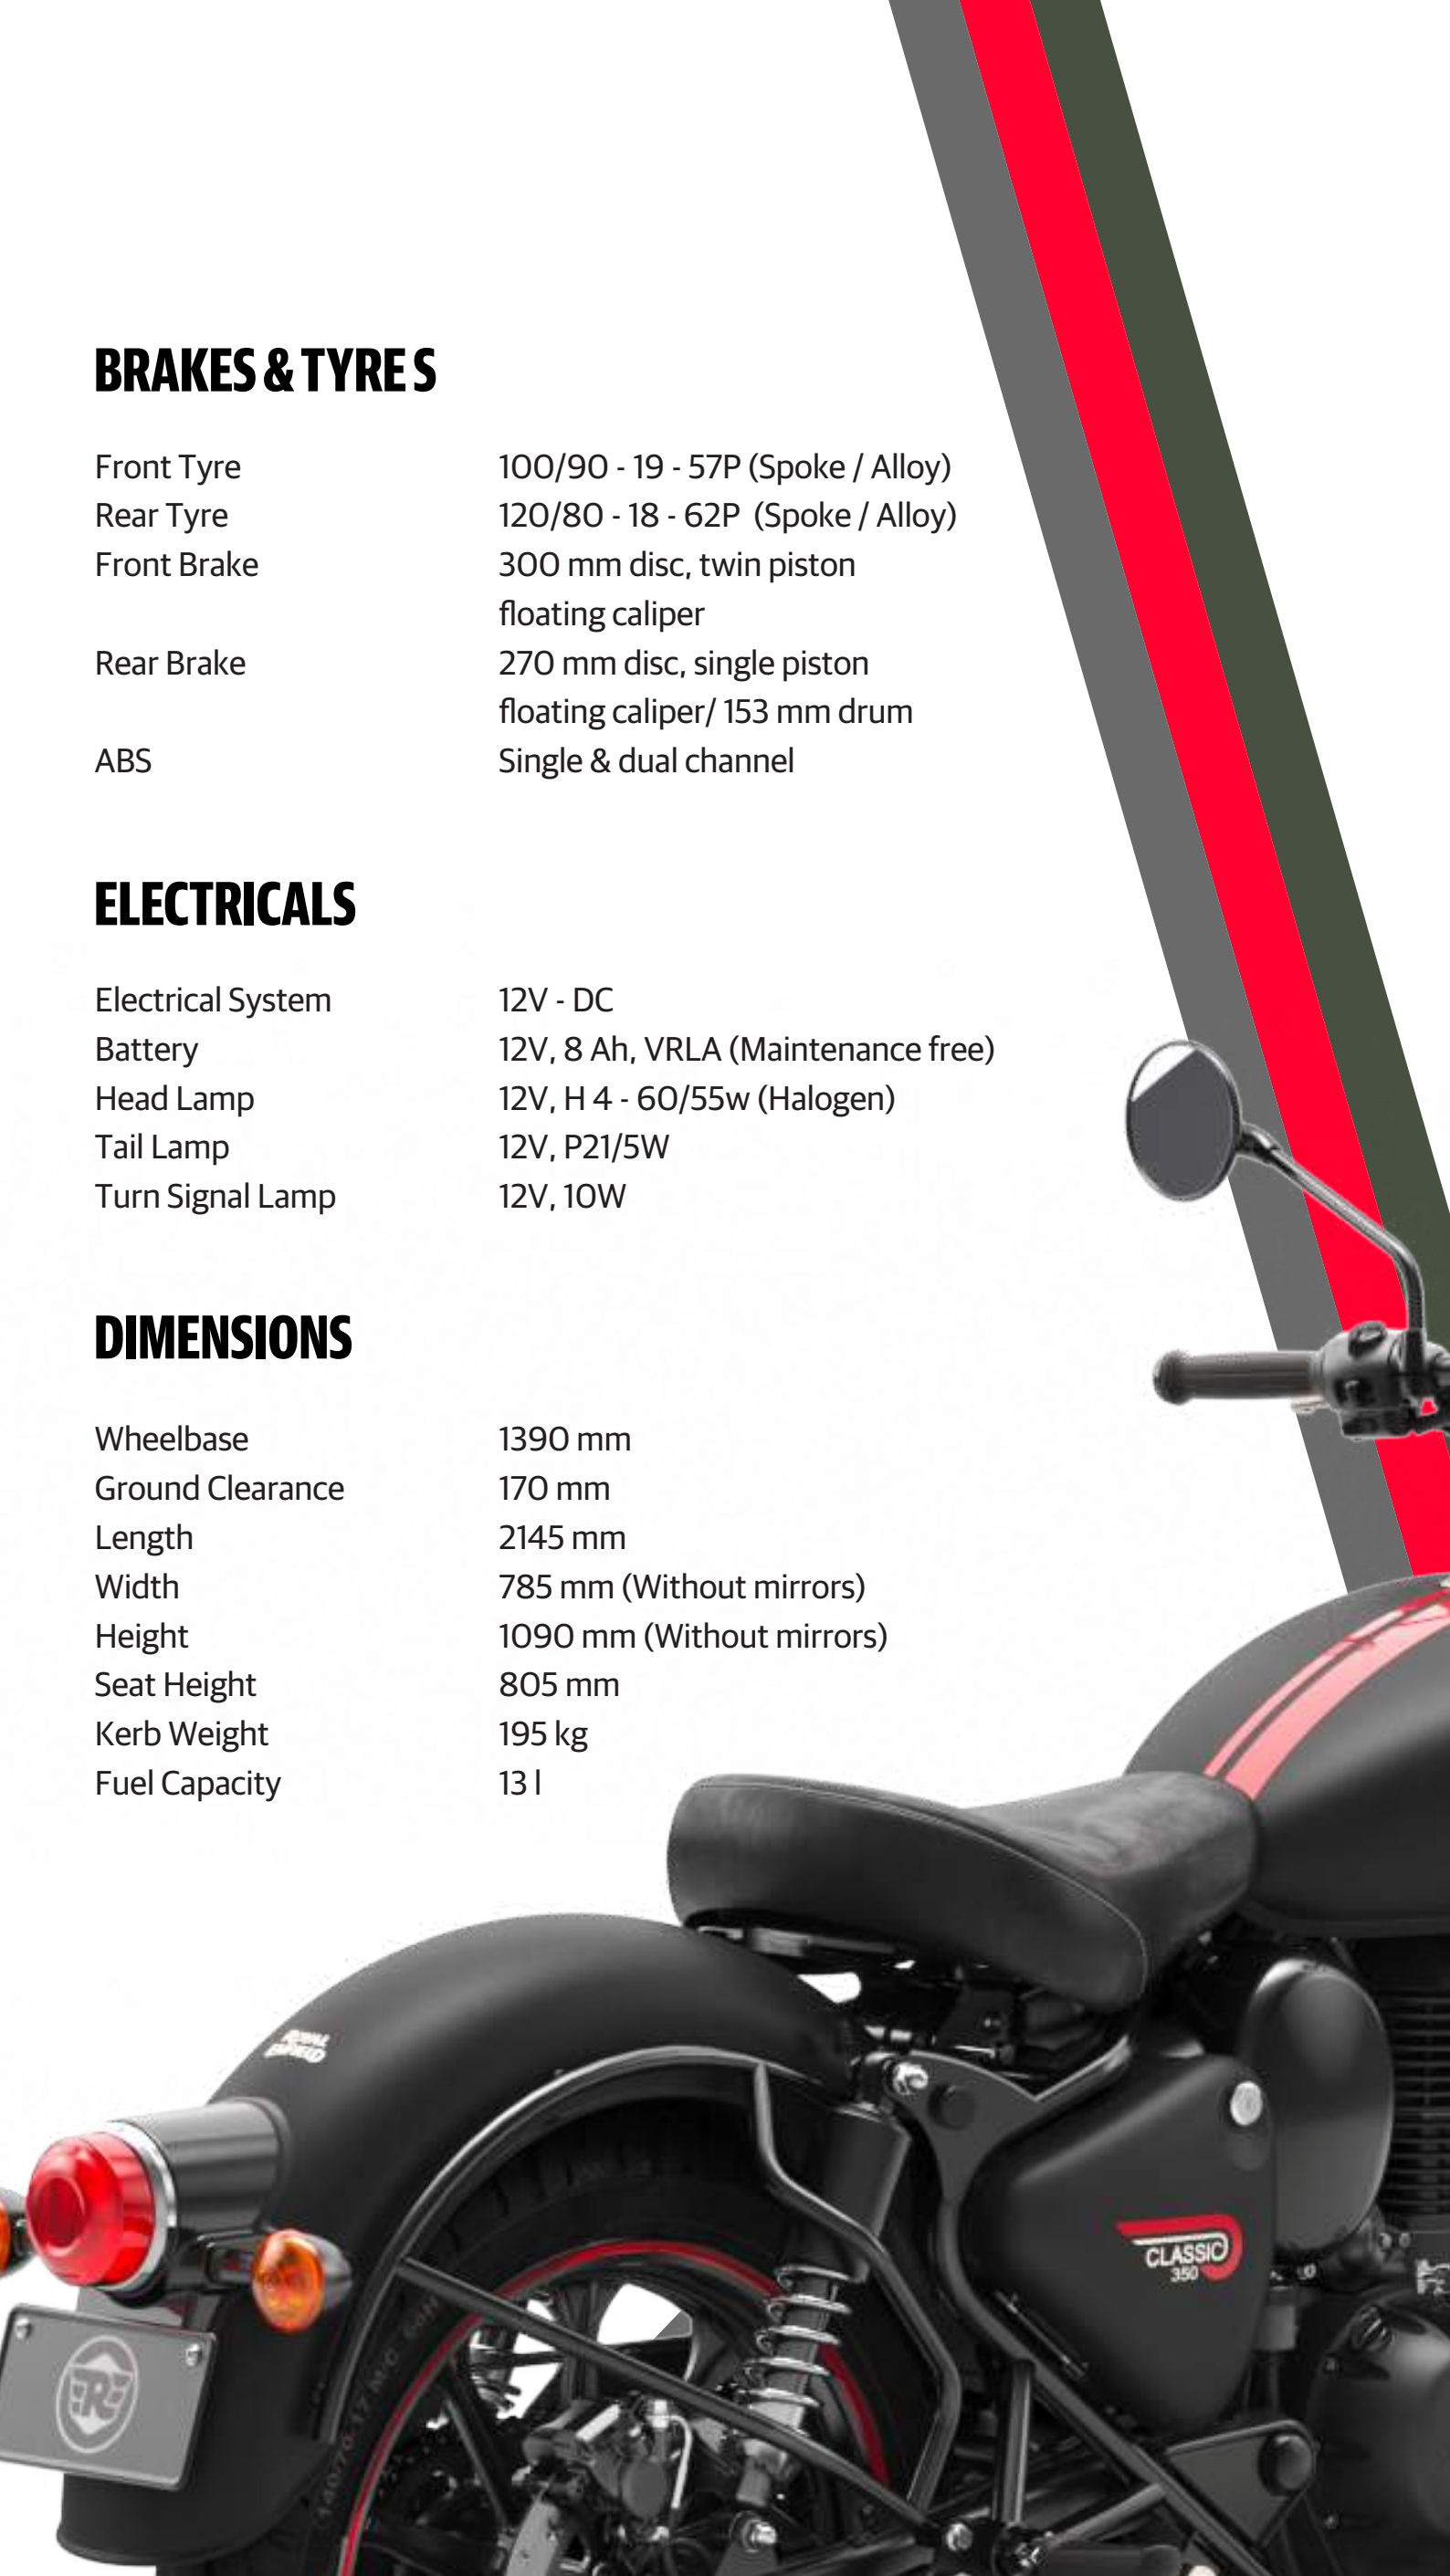 BRAKES & TYRES
Front Tyre 100/90 - 19 - 57P (Spoke / Alloy)
Rear Tyre 120/80 - 18 - 62P (Spoke / Alloy)
Front Brake 300 mm disc, twin piston
floating caliper
Rear Brake 270 mm disc, single piston
floating caliper/ 153 mm drum
ABS Single & dual channel
ELECTRICALS
Electrical System 12V - DC
Battery 12V, 8 Ah, VRLA (Maintenance free)
Head Lamp 12V, H 4 - 60/55w (Halogen)
Tail Lamp 12V, P21/5W
Turn Signal Lamp 12V, 10W
DIMENSIONS
Wheelbase 1390 mm
Ground Clearance 170 mm
Length 2145 mm
Width 785 mm (Without mirrors)
Height 1090 mm (Without mirrors)
Seat Height 805 mm
Kerb Weight 195 kg
Fuel Capacity 13 l
ROYAL
ENFIELD
CLASSIC
350
RE